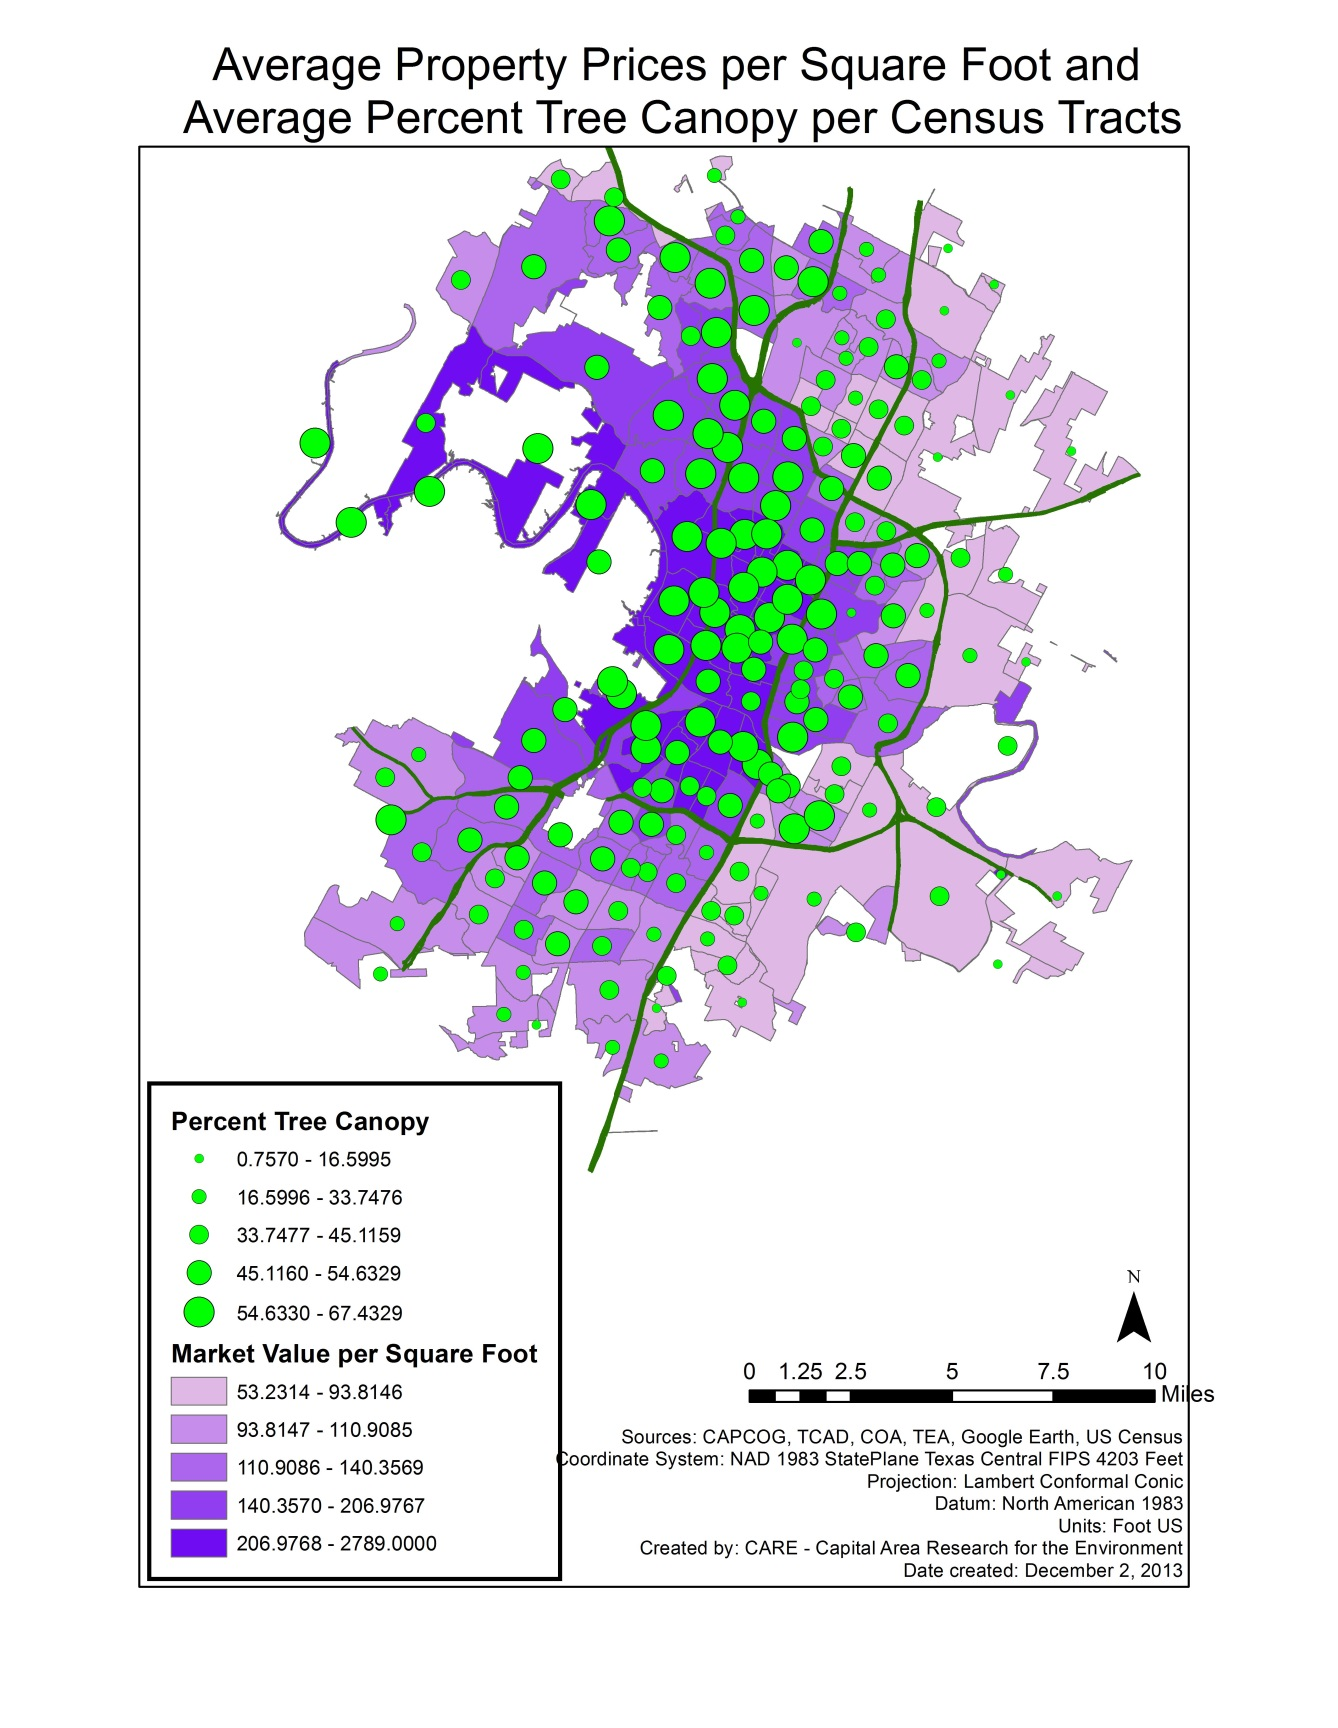 Average Property Prices per Square Foot and
Average Percent Tree Canopy per Census Tracts
Percent Tree Canopy
0.7570 - 16.5995
16.5996 - 33.7476
33.7477 - 45.1159
45.1160 - 54.6329
54.6330 - 67.4329
Market Value per Square Foot
53.2314 - 93.8146
93.8147 - 110.9085
110.9086 - 140.3569
140.3570 - 206.9767
206.9768 - 2789.0000
N
0 1.25 2.5 5 7.5 10
Miles
Sources: CAPCOG, TCAD, COA, TEA, Google Earth, US Census
Coordinate System: NAD 1983 StatePlane Texas Central FIPS 4203 Feet
Projection: Lambert Conformal Conic
Datum: North American 1983
Units: Foot US
Created by: CARE - Capital Area Research for the Environment
Date created: December 2, 2013